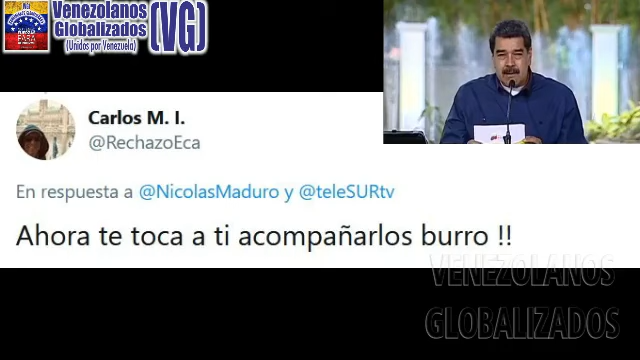 Venezolanos
Globalizados
(Unidos por Venezuela)
(VG)
Carlos M. I.
@RechazoEca
En respuesta a @NicolasMaduro y @teleSURtv
Ahora te toca a ti acompañarlos burro !!
VENEZOLANOS
GLOBALIZADOS